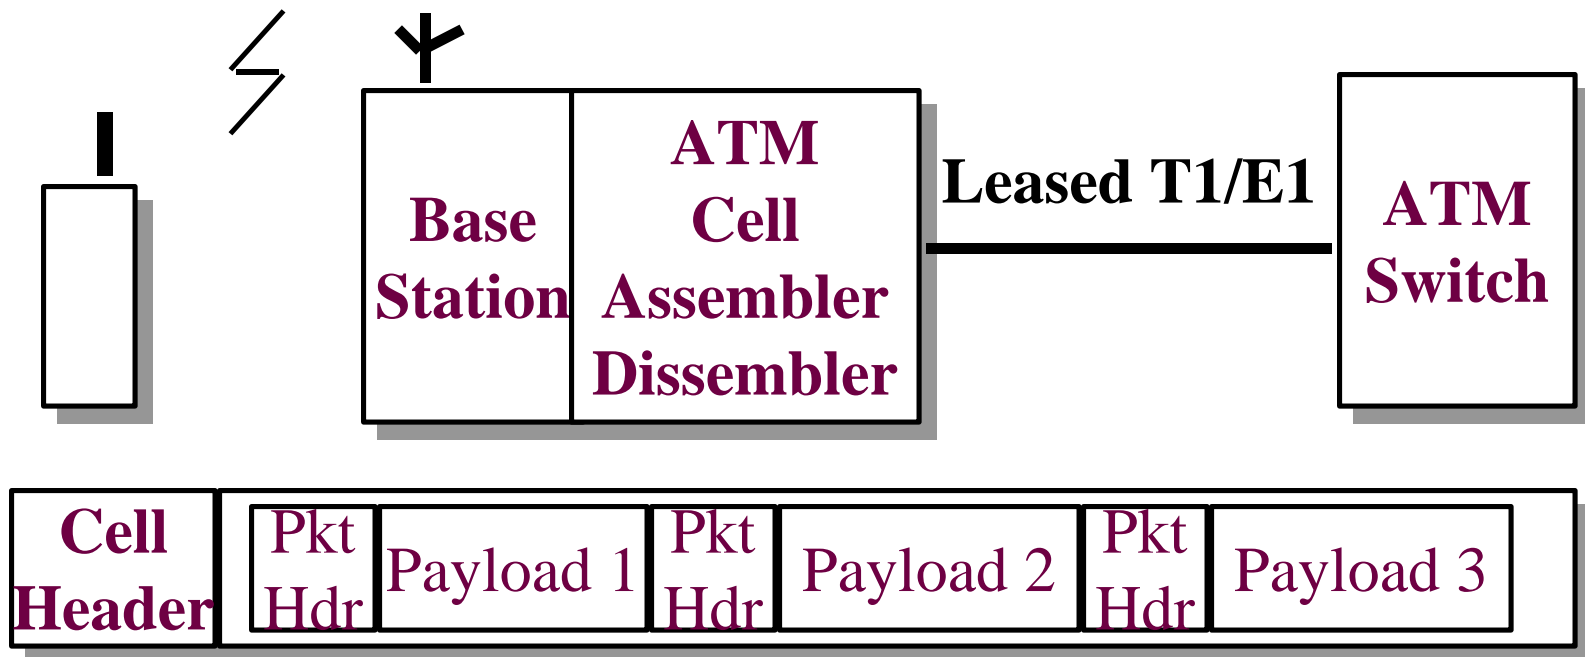 Base
Station
ATM
Cell
Assembler
Dissembler
Leased T1/E1
ATM
Switch
Cell
Header
Pkt
Hdr
Payload 1
Pkt
Hdr
Payload 2
Pkt
Hdr
Payload 3